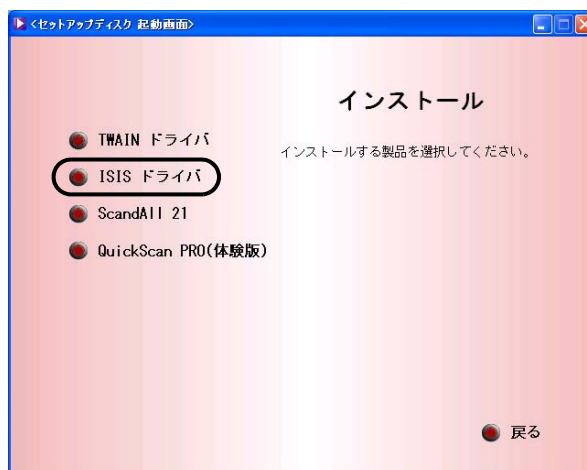 <セットアップディスク 起動画面>
インストール
インストールする製品を選択してください。
TWAIN ドライバ
ISIS ドライバ
ScandAll 21
QuickScan PRO(体験版)
戻る